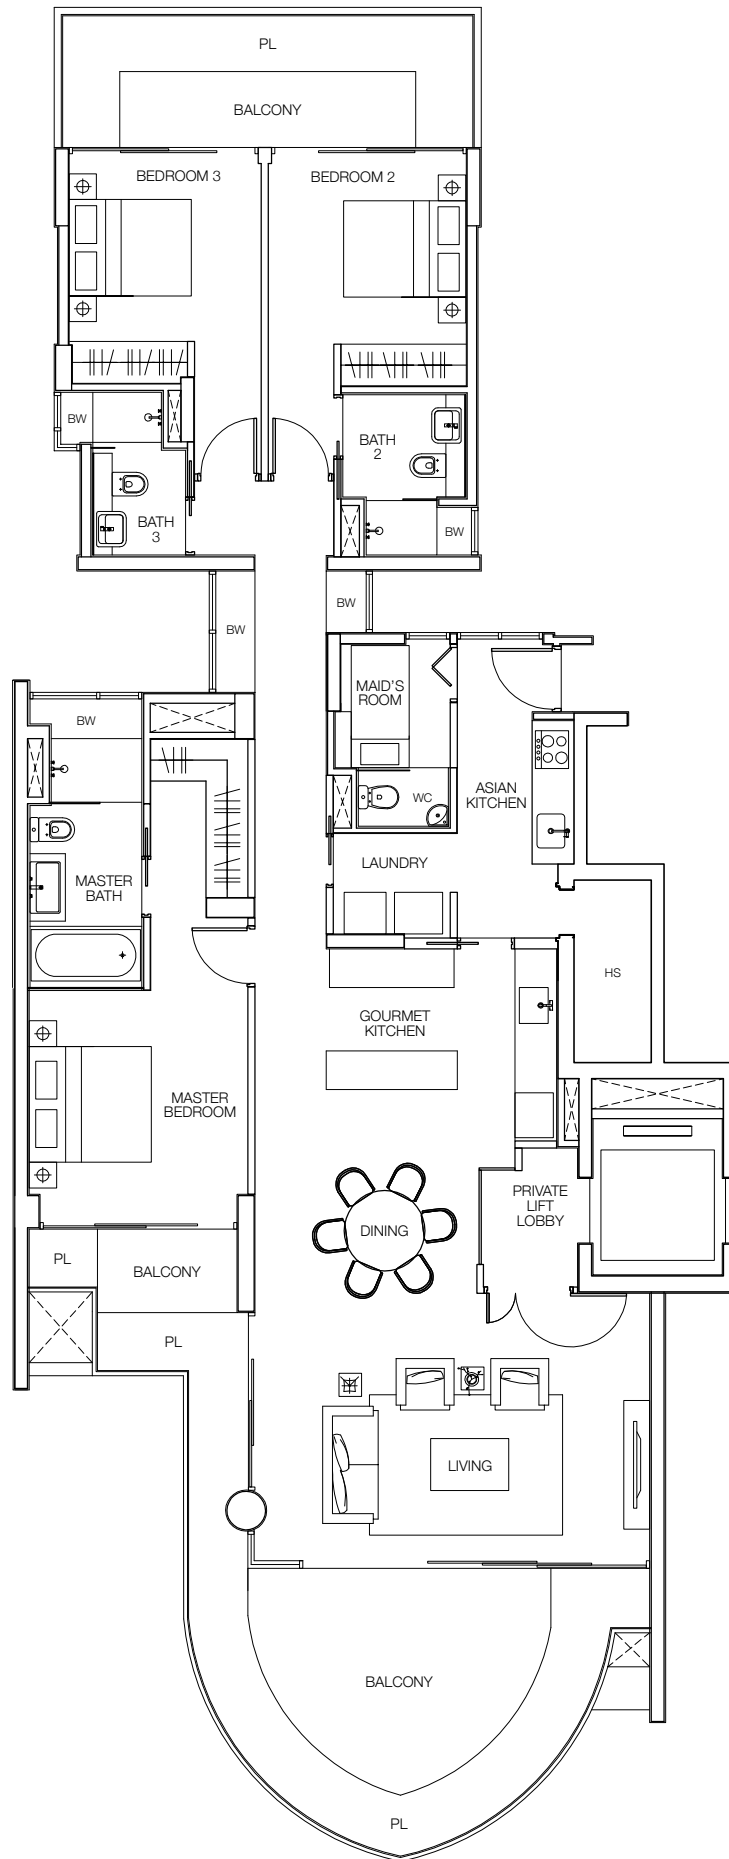 PL
BALCONY
BEDROOM 3
BEDROOM 2
BW
BATH
2
BATH
3
BW
BW
BW
MAID'S
ROOM
BW
ASIAN
KITCHEN
WC
LAUNDRY
MASTER
BATH
HS
GOURMET
KITCHEN
MASTER
BEDROOM
PRIVATE
LIFT
LOBBY
DINING
PL
BALCONY
PL
LIVING
BALCONY
PL